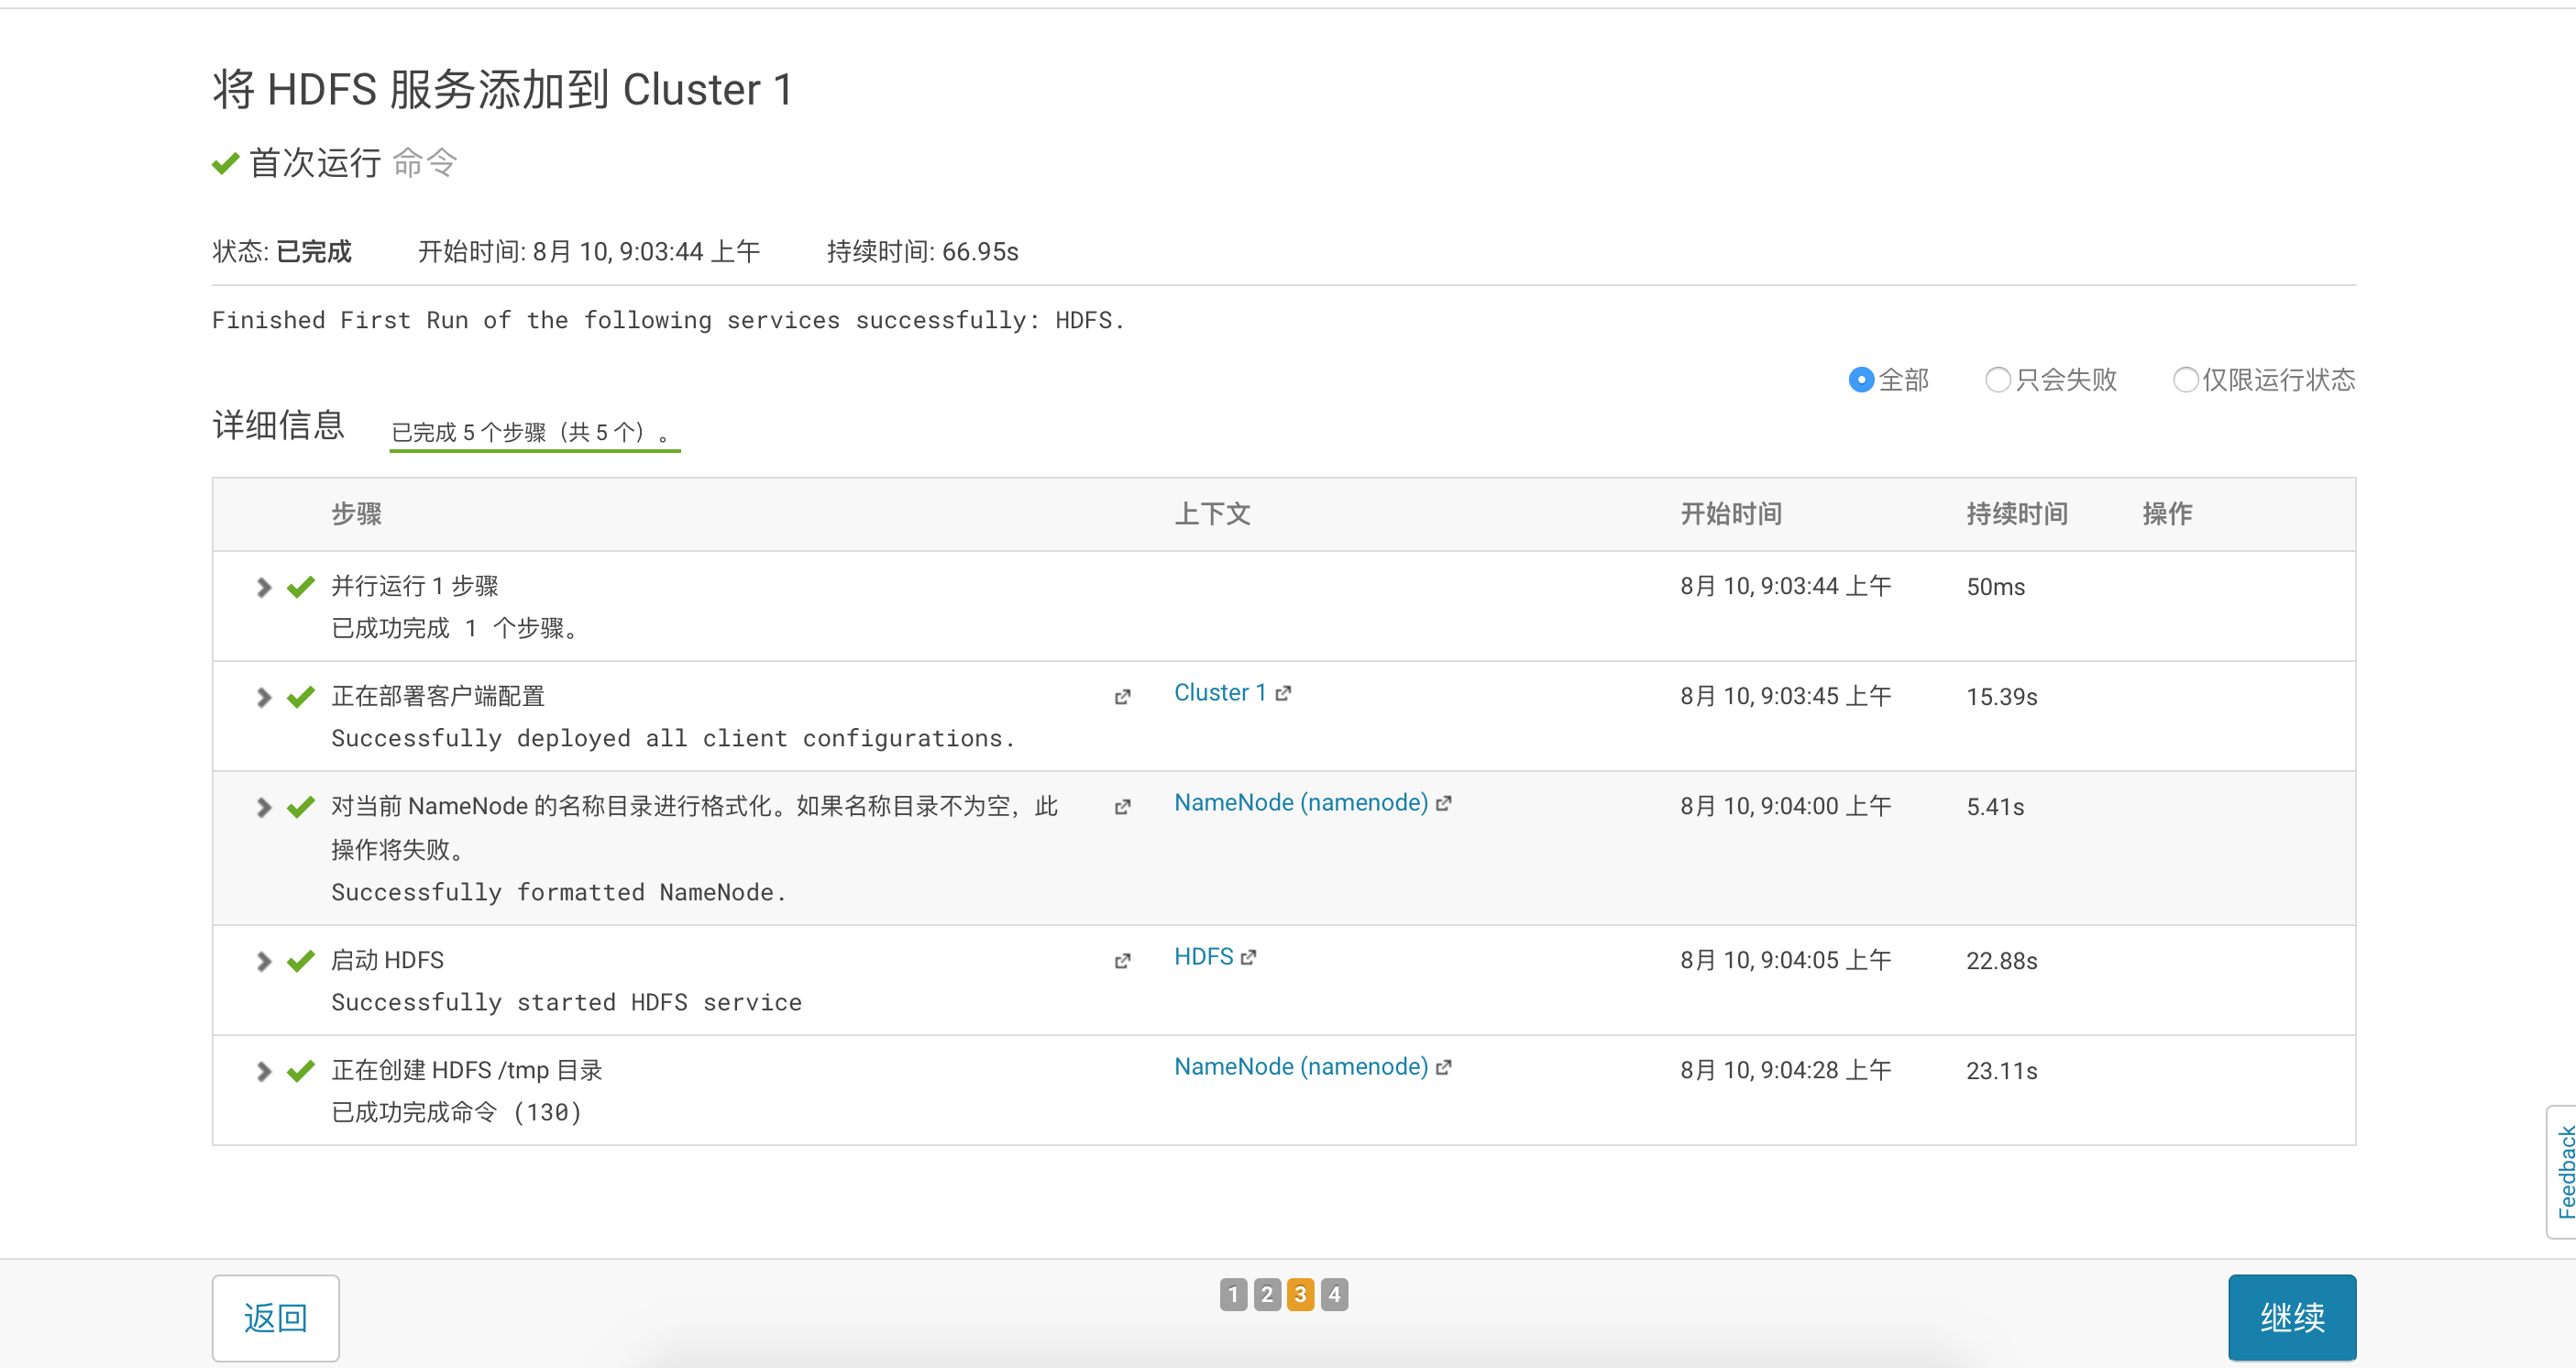 将 HDFS 服务添加到 Cluster 1
首次运行 命令
状态: 已完成 开始时间: 8月 10, 9:03:44 上午 持续时间: 66.95s
Finished First Run of the following services successfully: HDFS.
全部 只会失败 仅限运行状态
详细信息 已完成 5 个步骤（共 5 个）。
步骤 上下文 开始时间 持续时间 操作
并行运行 1 步骤 8月 10, 9:03:44 上午 50ms
已成功完成 1 个步骤。
正在部署客户端配置 Cluster 1 8月 10, 9:03:45 上午 15.39s
Successfully deployed all client configurations.
对当前 NameNode 的名称目录进行格式化。如果名称目录不为空，此 NameNode (namenode) 8月 10, 9:04:00 上午 5.41s
操作将失败。
Successfully formatted NameNode.
启动 HDFS HDFS 8月 10, 9:04:05 上午 22.88s
Successfully started HDFS service
正在创建 HDFS /tmp 目录 NameNode (namenode) 8月 10, 9:04:28 上午 23.11s
已成功完成命令 (130)
Feedback
返回 1 2 3 4 继续